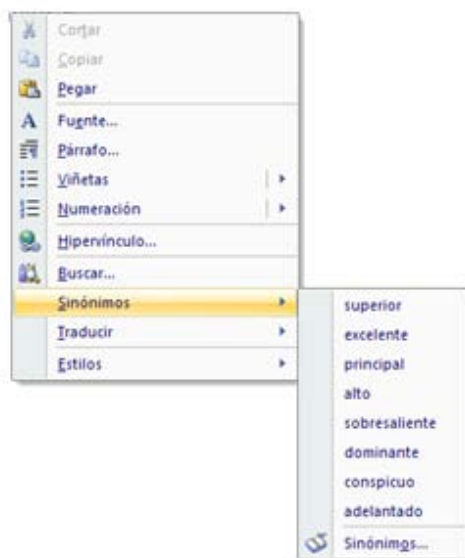 Cortar
Copiar
Pegar
Fuente...
Párrafo...
Viñetas
Numeración
Hipervínculo...
Buscar...
Sinónimos
Traducir
Estilos
superior
excelente
principal
alto
sobresaliente
dominante
conspicuo
adelantado
Sinónimos...